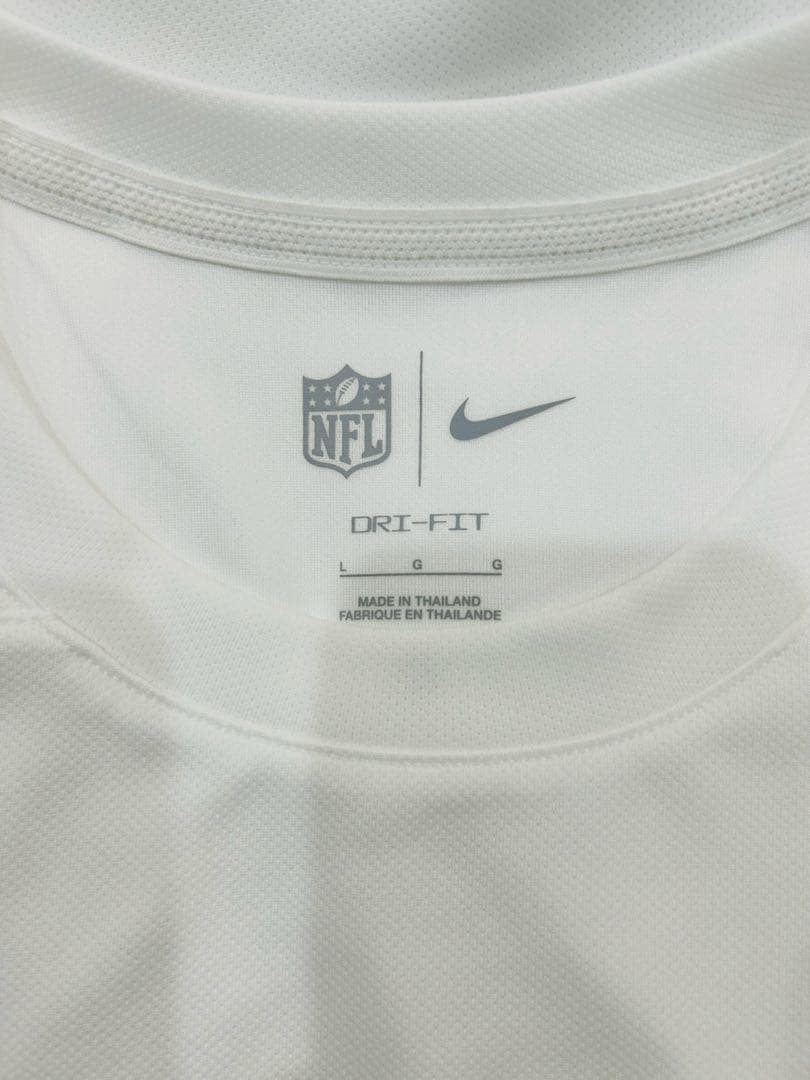 NFL
DRI-FIT
L G G
MADE IN THAILAND
FABRIQUE EN THAILANDE